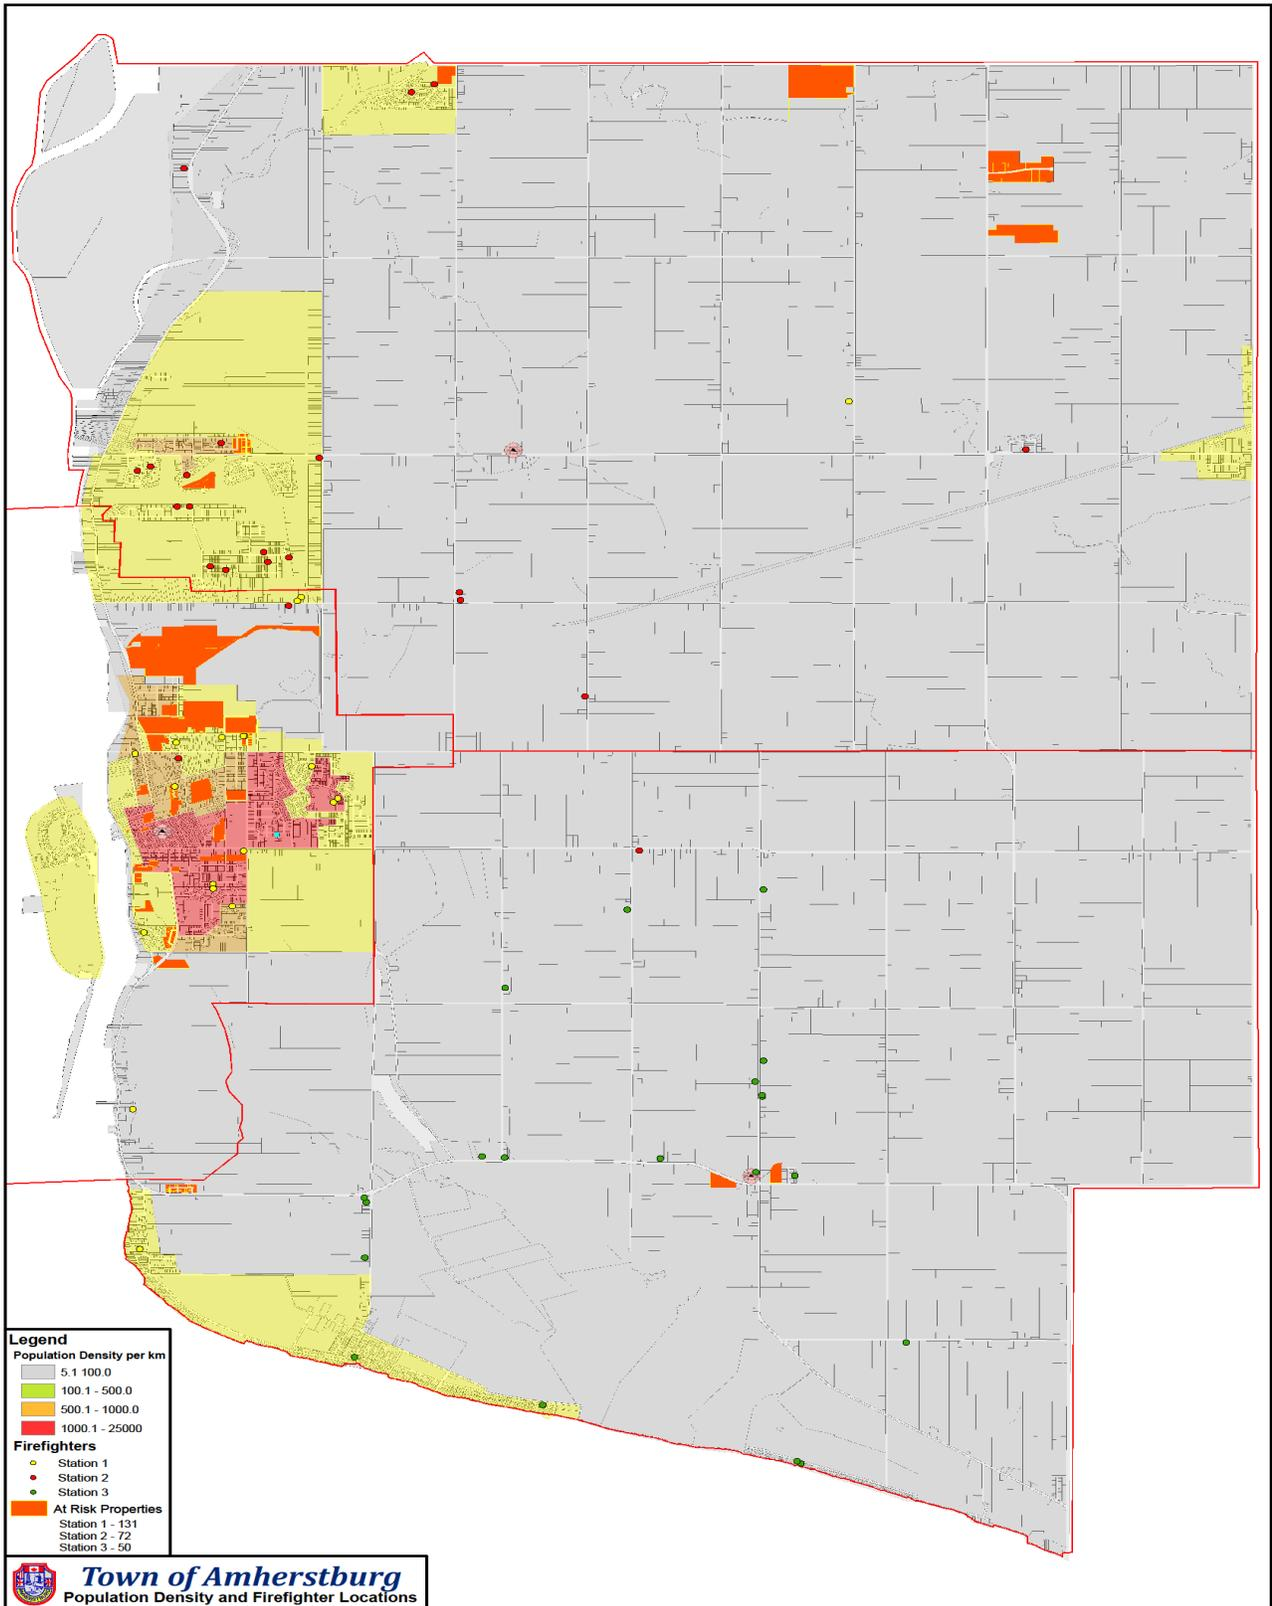 Legend
Population Density per km
5.1 100.0
100.1 - 500.0
500.1 - 1000.0
1000.1 - 25000
Firefighters
Station 1
Station 2
Station 3
At Risk Properties
Station 1 - 131
Station 2 - 72
Station 3 - 50
Town of Amherstburg
Population Density and Firefighter Locations